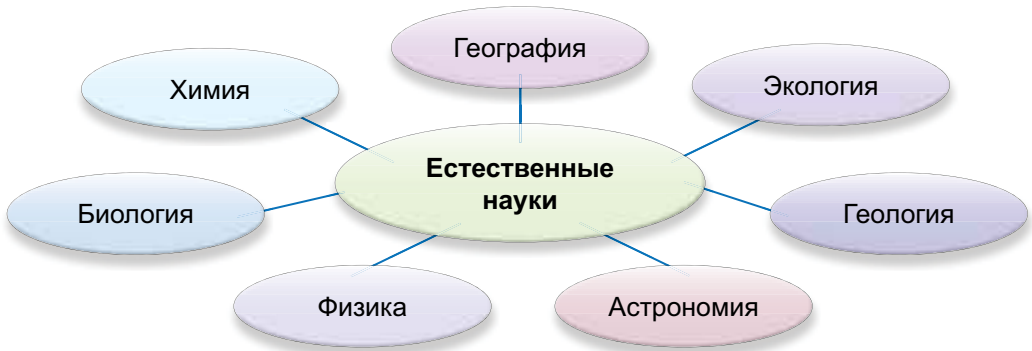 География
Химия
Экология
Естественные
науки
Биология
Геология
Физика
Астрономия